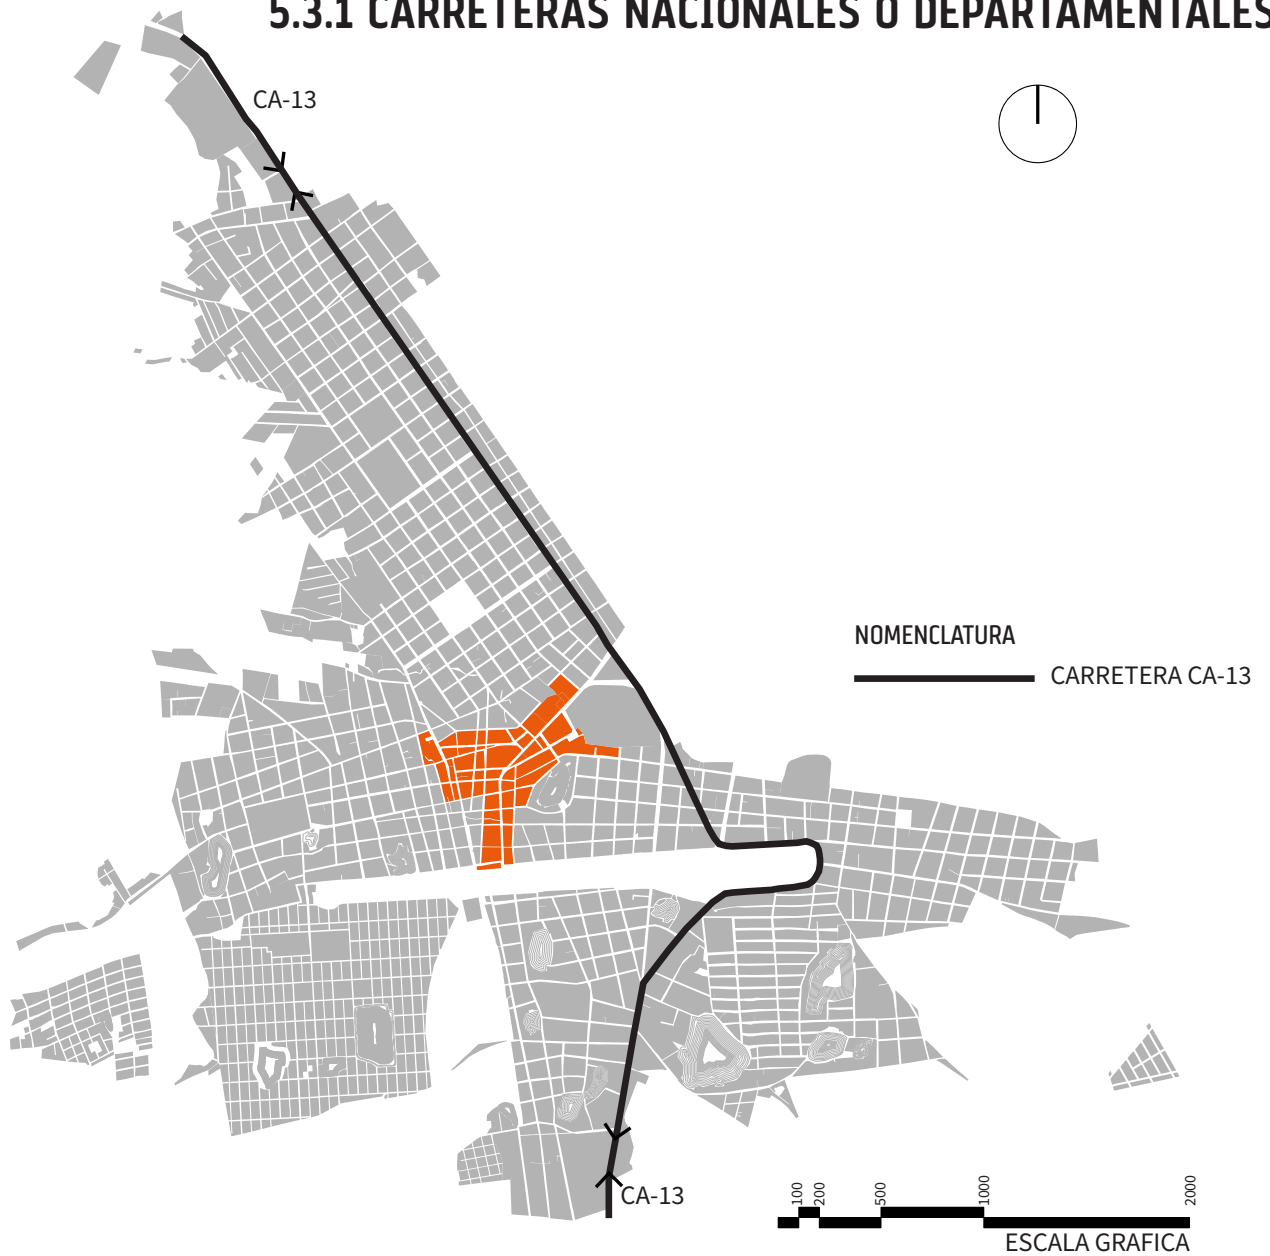 5.3.1 CARRETERAS NACIONALES O DEPARTAMENTALES
CA-13
NOMENCLATURA
CARRETERA CA-13
CA-13
100 200 500 1000 2000
ESCALA GRAFICA